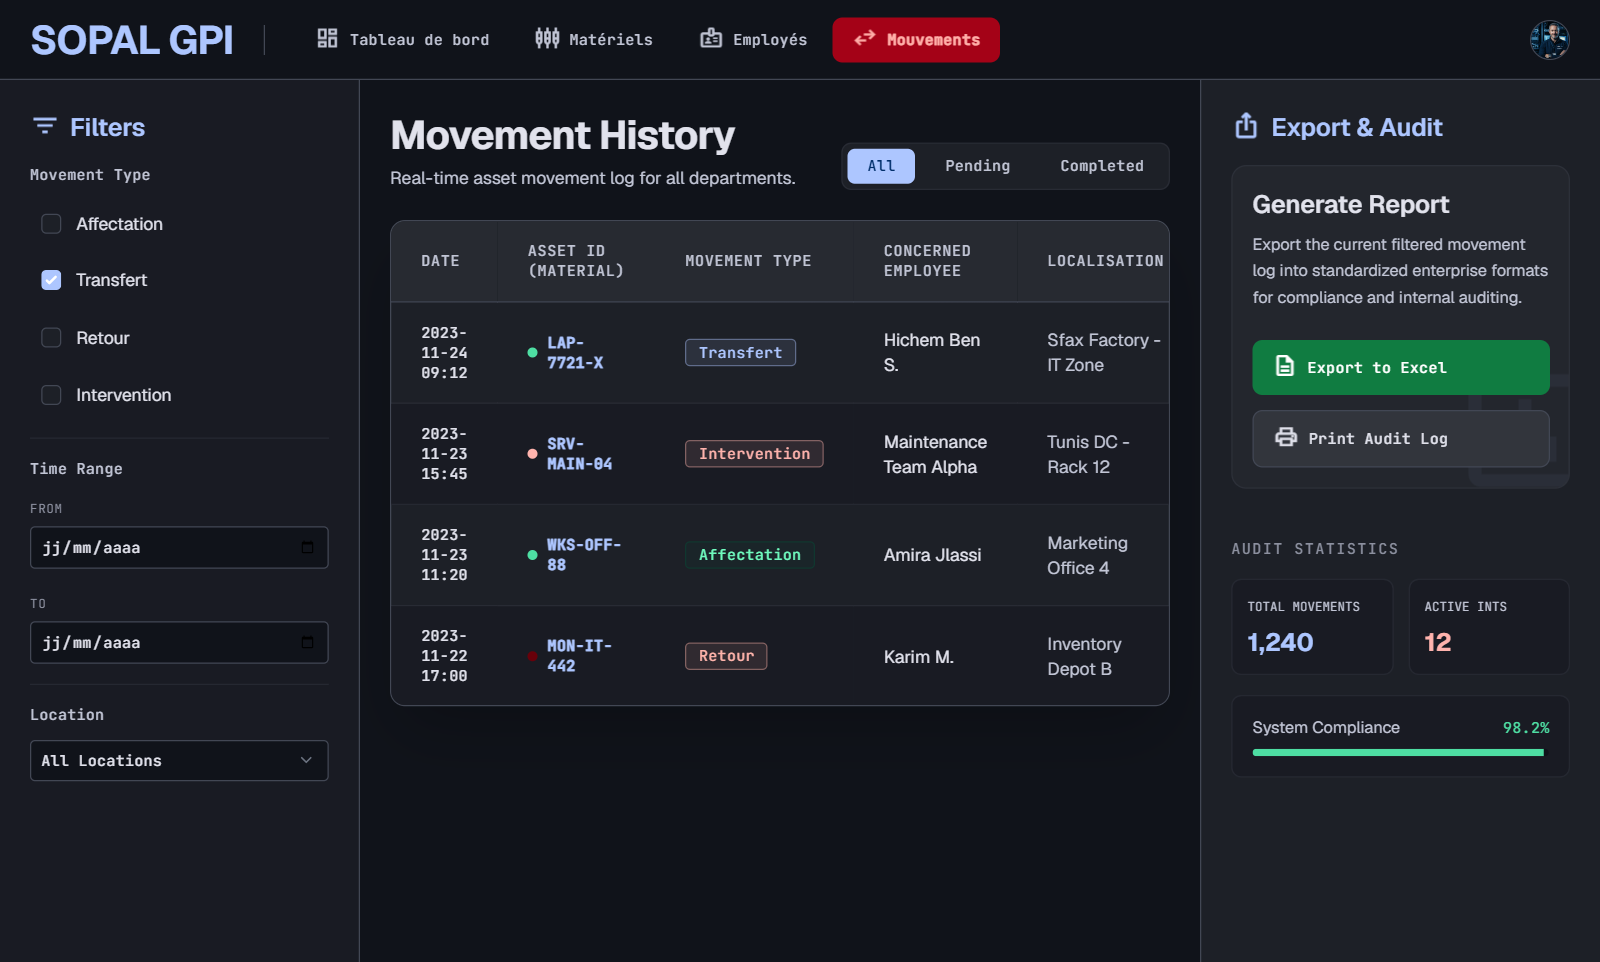 SOPAL GPI
Tableau de bord
Matériels
Employés
Mouvements
Filters
Movement Type
Affectation
Transfert
Retour
Intervention
Time Range
FROM
jj/mm/aaaa
TO
jj/mm/aaaa
Location
All Locations
Movement History
Real-time asset movement log for all departments.
All
Pending
Completed
DATE
ASSET ID
(MATERIAL)
MOVEMENT TYPE
CONCERNED
EMPLOYEE
LOCALISATION
2023-
11-24
09:12
LAP-
7721-X
Transfert
Hichem Ben
S.
Sfax Factory -
IT Zone
2023-
11-23
15:45
SRV-
MAIN-04
Intervention
Maintenance
Team Alpha
Tunis DC -
Rack 12
2023-
11-23
11:20
WKS-OFF-
88
Affectation
Amira Jlassi
Marketing
Office 4
2023-
11-22
17:00
MON-IT-
442
Retour
Karim M.
Inventory
Depot B
Export & Audit
Generate Report
Export the current filtered movement
log into standardized enterprise formats
for compliance and internal auditing.
Export to Excel
Print Audit Log
AUDIT STATISTICS
TOTAL MOVEMENTS
1,240
ACTIVE INTS
12
System Compliance
98.2%